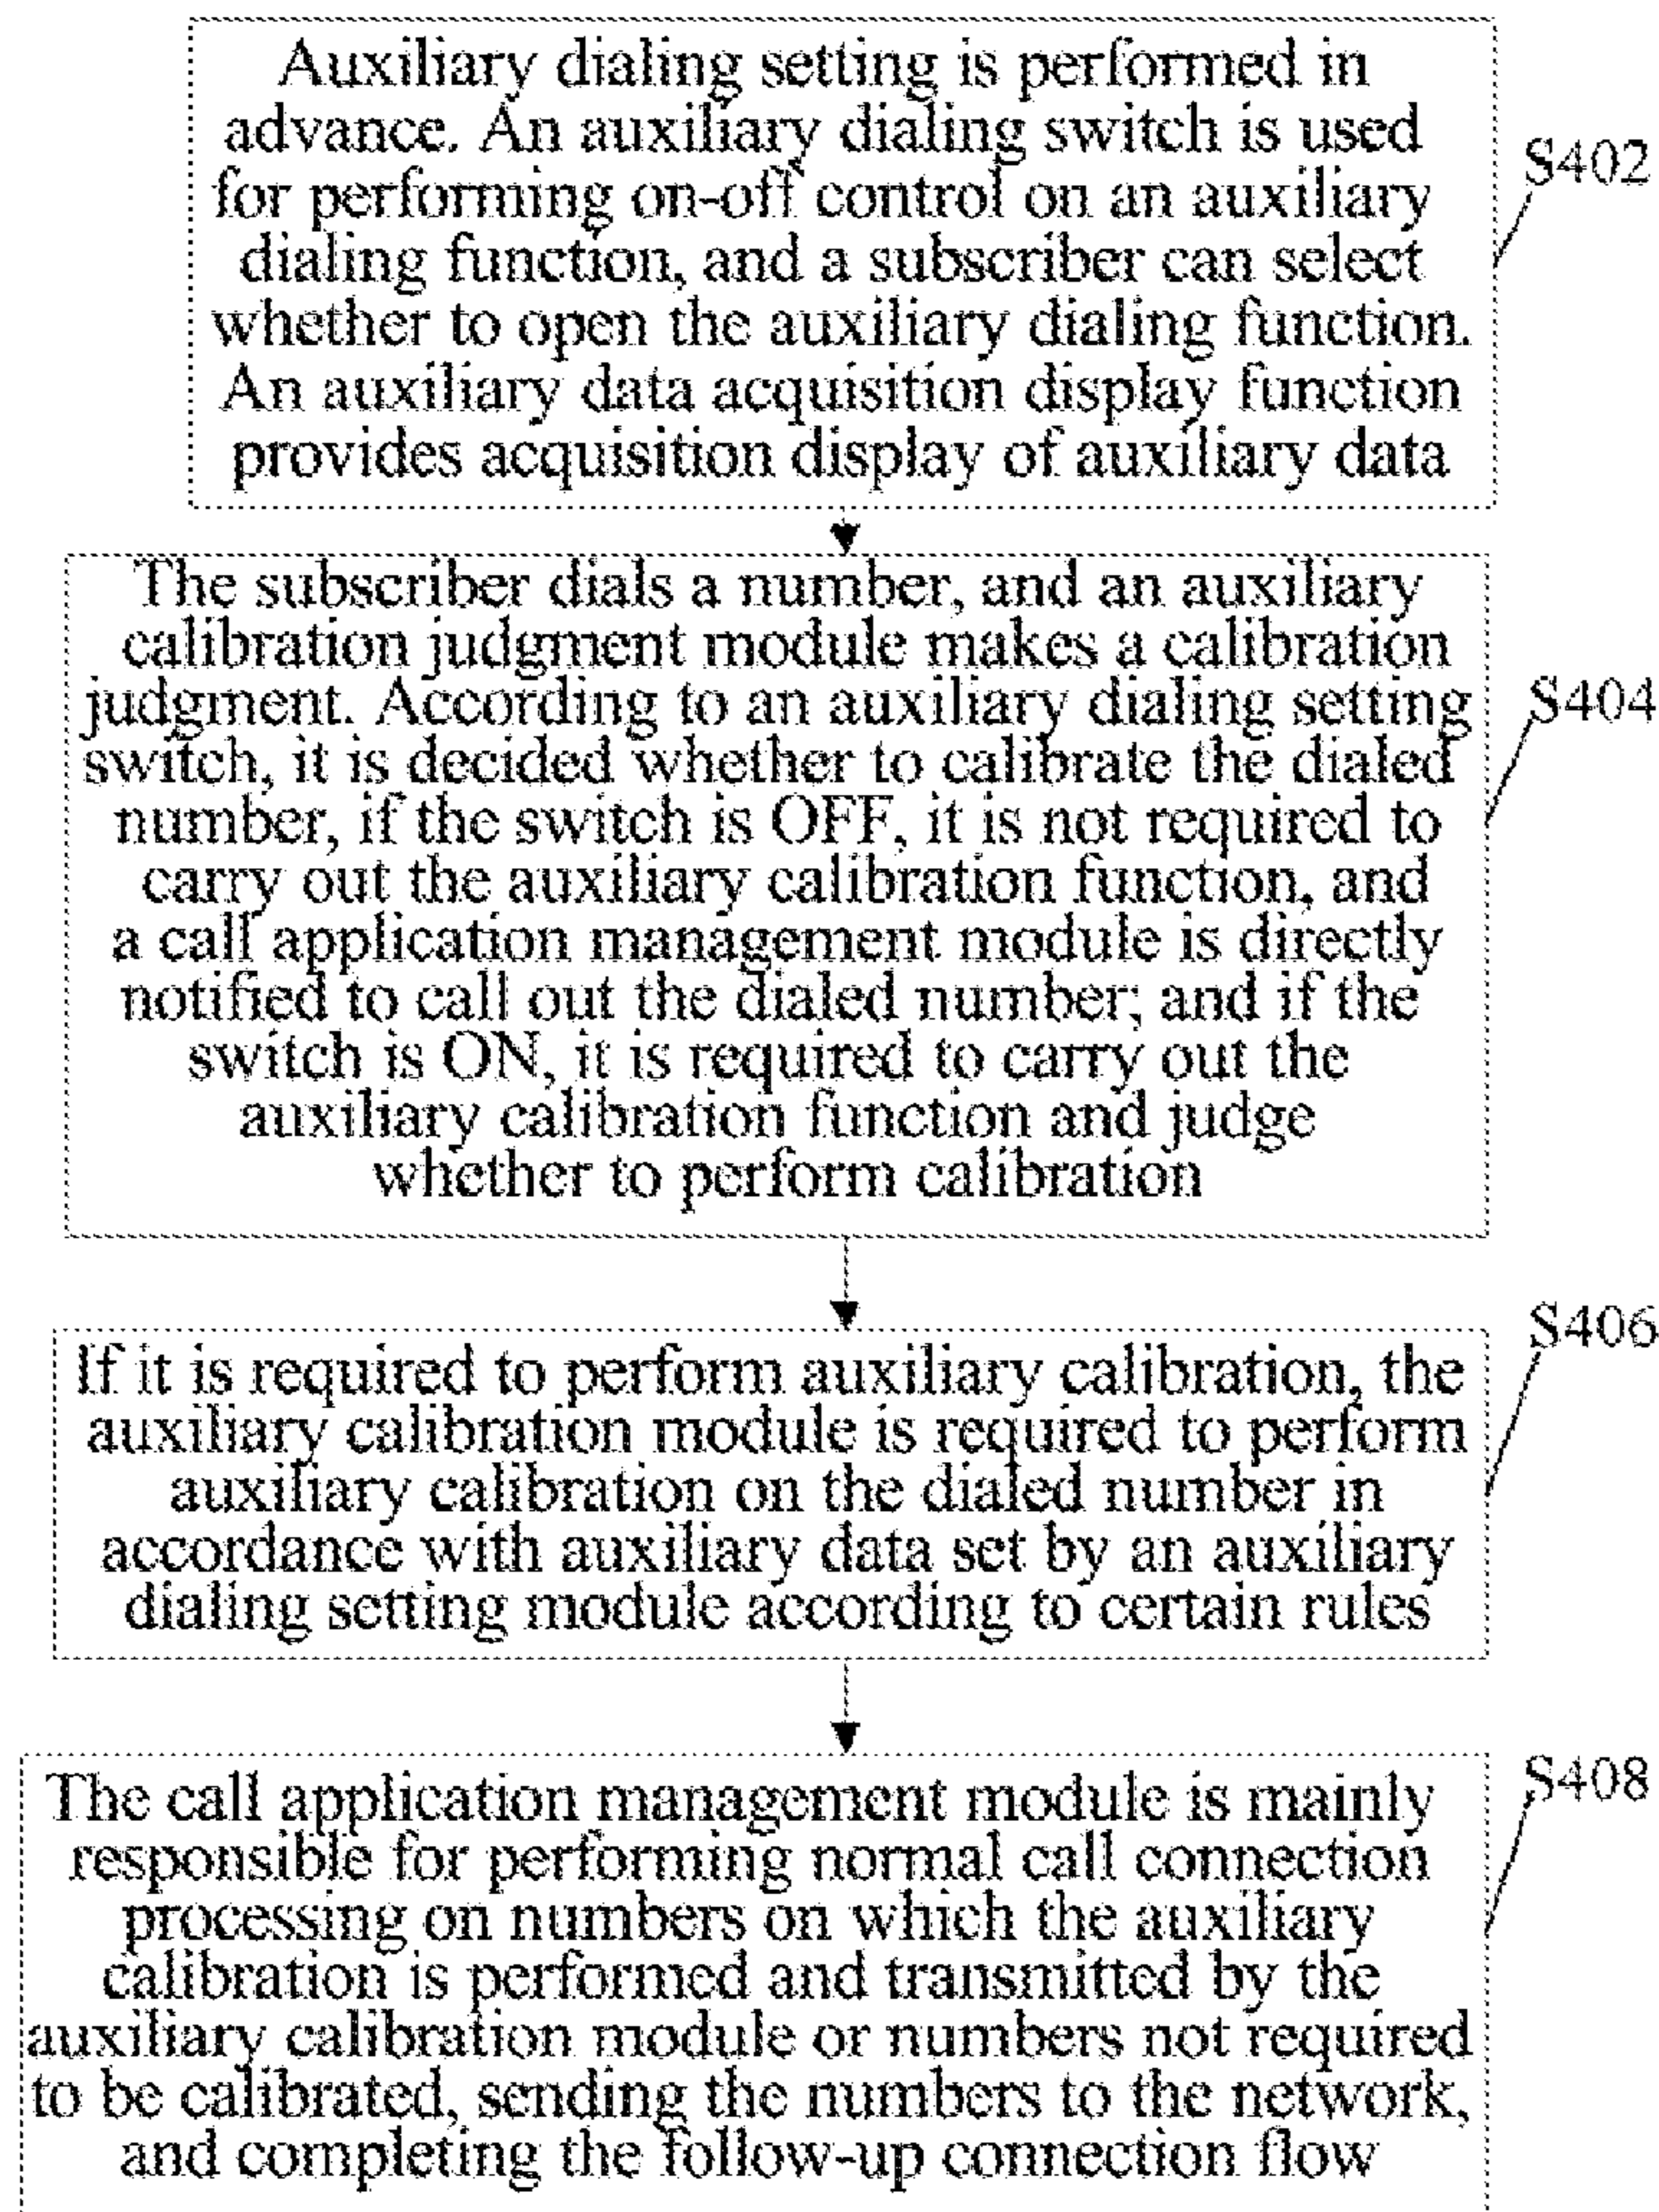 Auxiliary dialing setting is performed in
advance. An auxiliary dialing switch is used
for performing on-off control on an auxiliary
dialing function, and a subscriber can select
whether to open the auxiliary dialing function.
An auxiliary data acquisition display function
provides acquisition display of auxiliary data
S402
The subscriber dials a number, and an auxiliary
calibration judgment module makes a calibration
judgment. According to an auxiliary dialing setting
switch, it is decided whether to calibrate the dialed
number, if the switch is OFF, it is not required to
carry out the auxiliary calibration function, and
a call application management module is directly
notified to call out the dialed number; and if the
switch is ON, it is required to carry out the
auxiliary calibration function and judge
whether to perform calibration
S404
If it is required to perform auxiliary calibration, the
auxiliary calibration module is required to perform
auxiliary calibration on the dialed number in
accordance with auxiliary data set by an auxiliary
dialing setting module according to certain rules
S406
The call application management module is mainly
responsible for performing normal call connection
processing on numbers on which the auxiliary
calibration is performed and transmitted by the
auxiliary calibration module or numbers not required
to be calibrated, sending the numbers to the network,
and completing the follow-up connection flow
S408